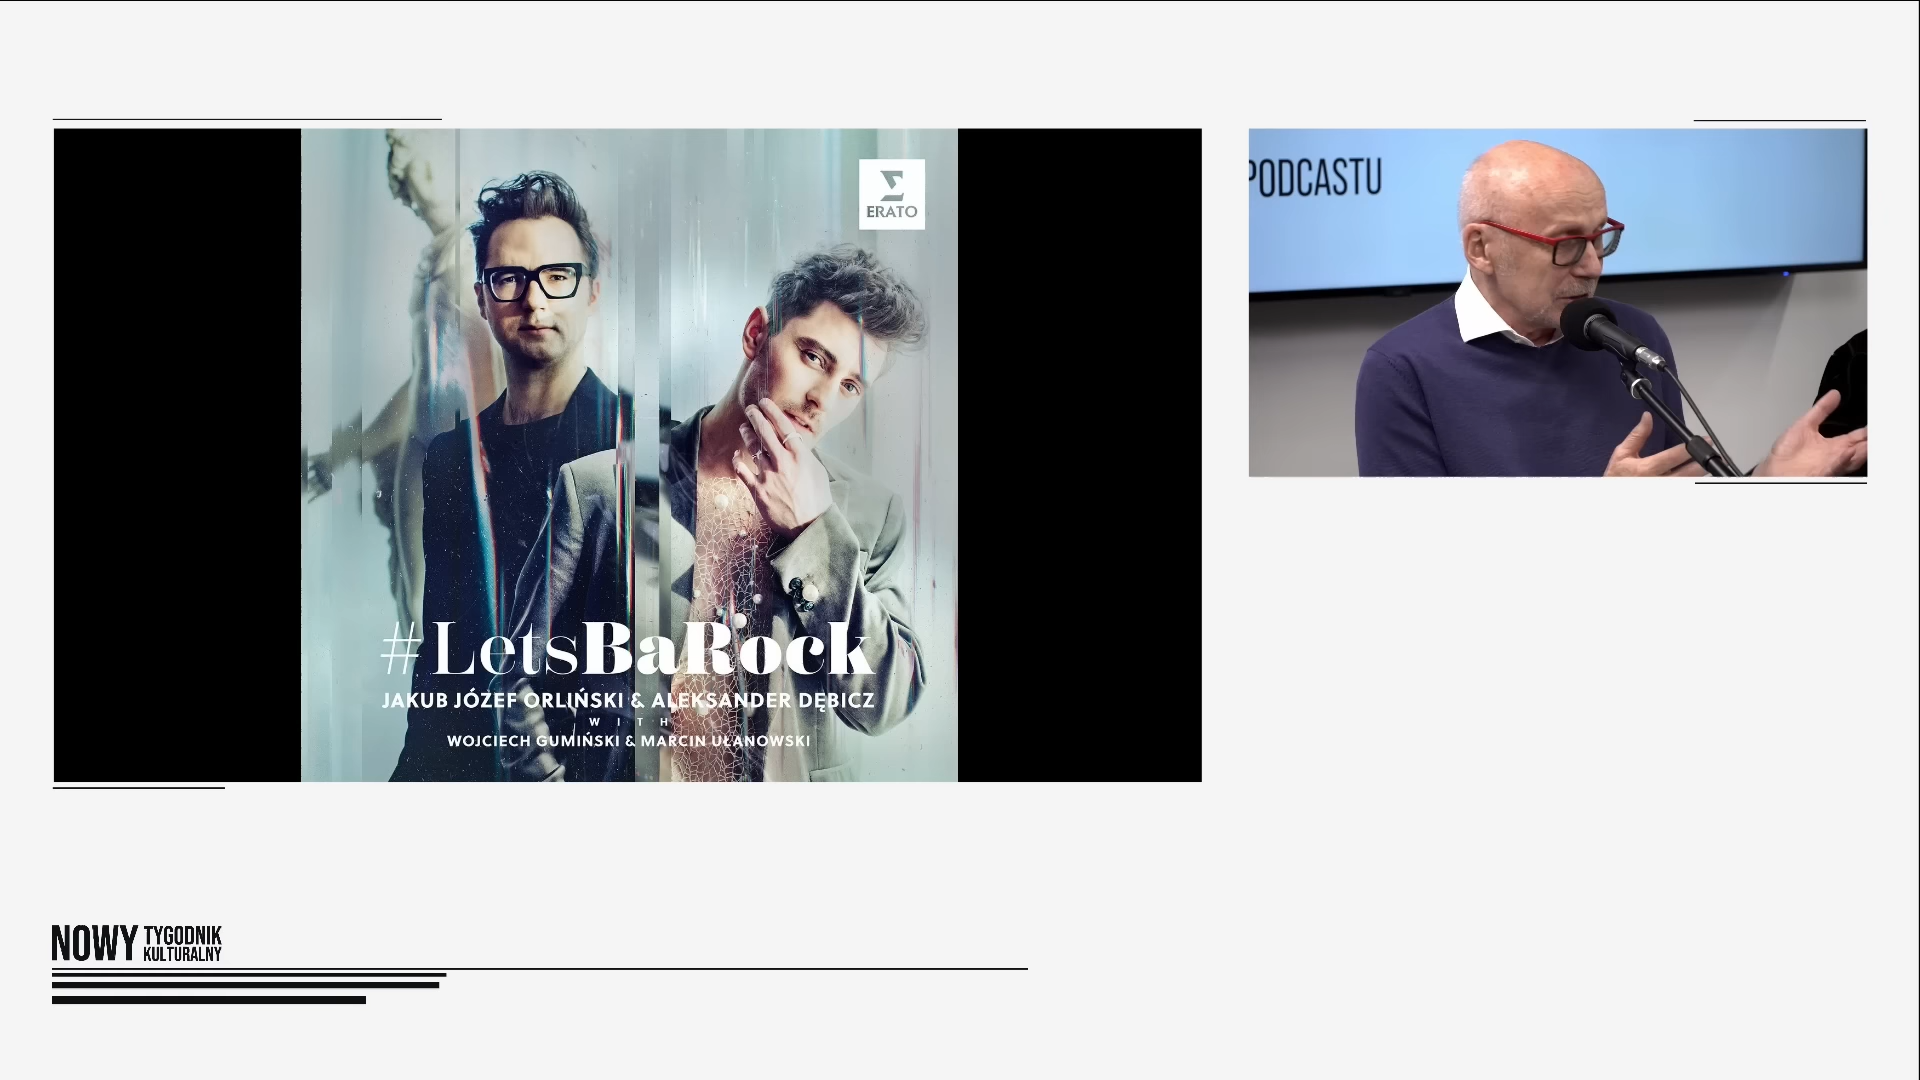 ERATO
#LetsBaRock
JAKUB JÓZEF ORLIŃSKI & ALEKSANDER DĘBICZ
WITH
WOJCIECH GUMIŃSKI & MARCIN UŁANOWSKI
PODCASTU
NOWY TYGODNIK
KULTURALNY